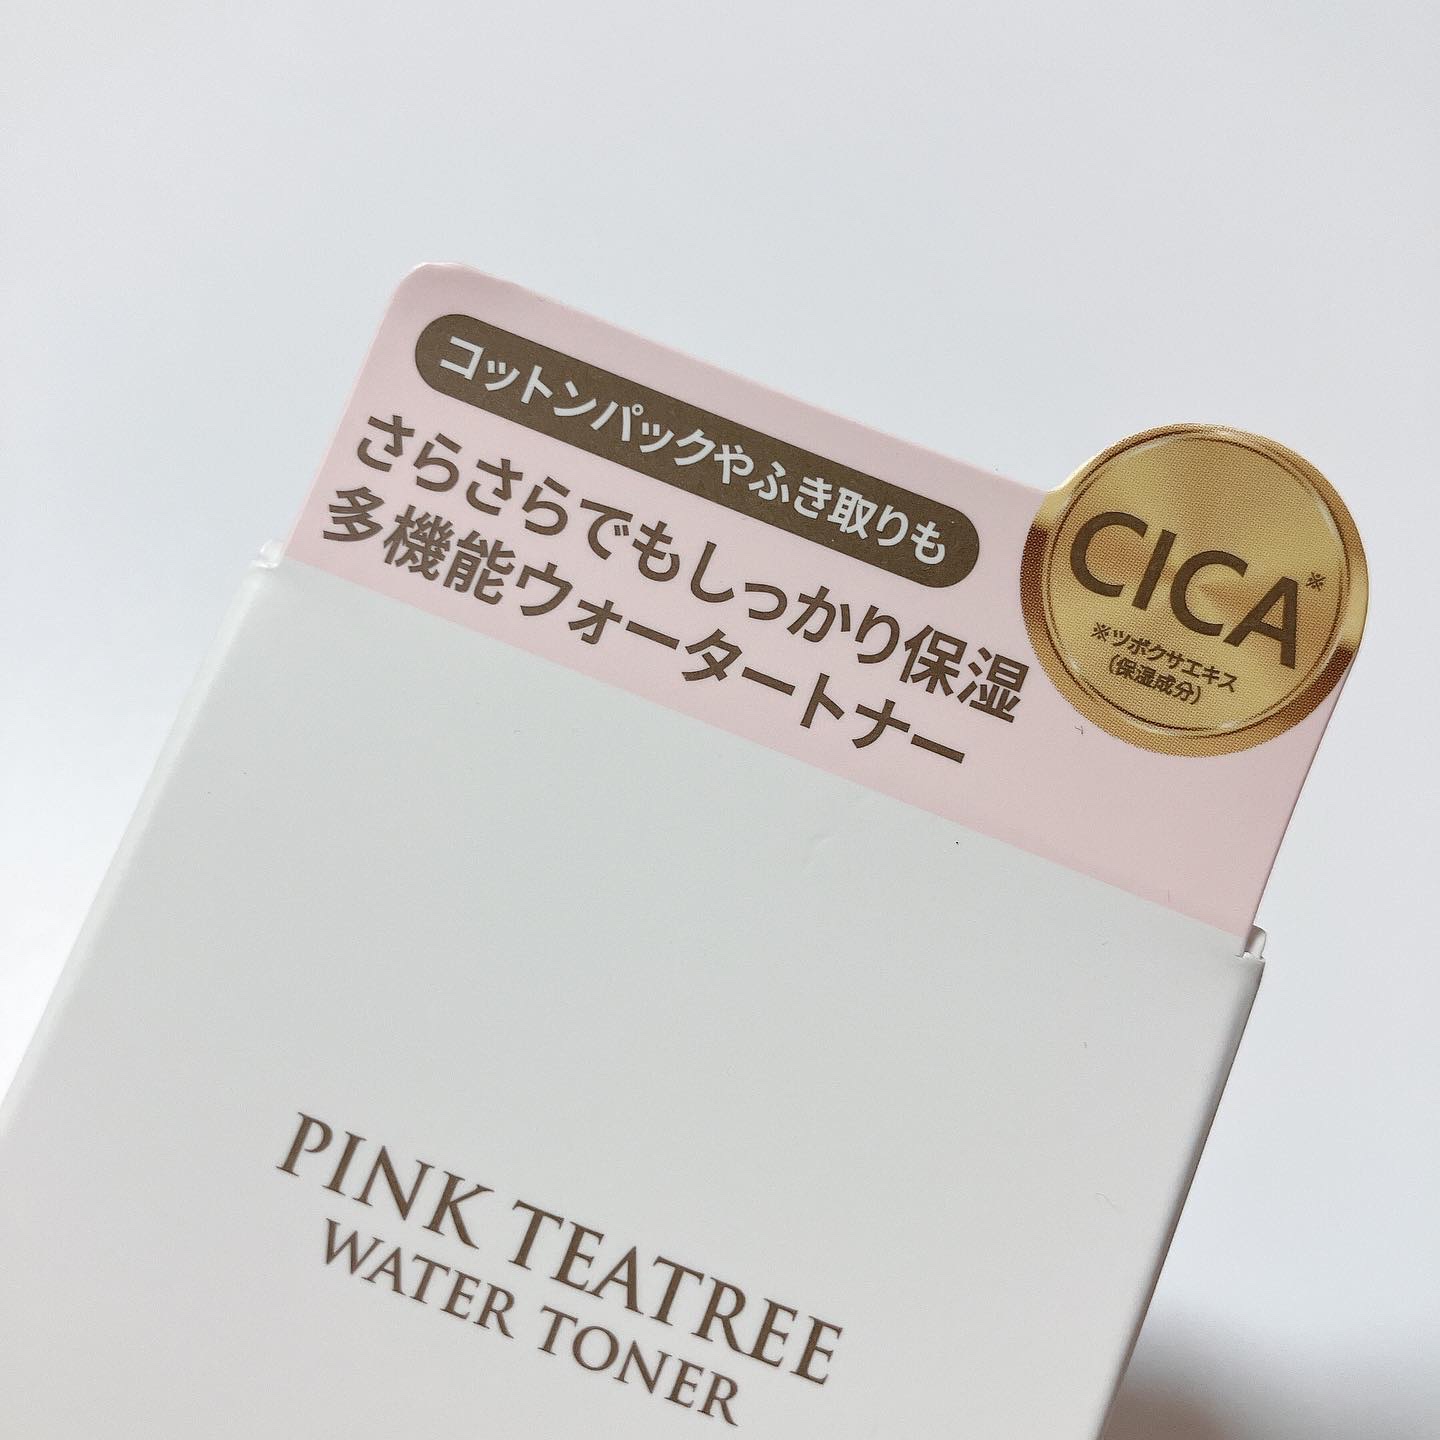 コットンパックやふき取りも
さらさらでもしっかり保湿
多機能ウォータートナー
CICA※
※ツボクサエキス
(保湿成分)
PINK TEATREE
WATER TONER